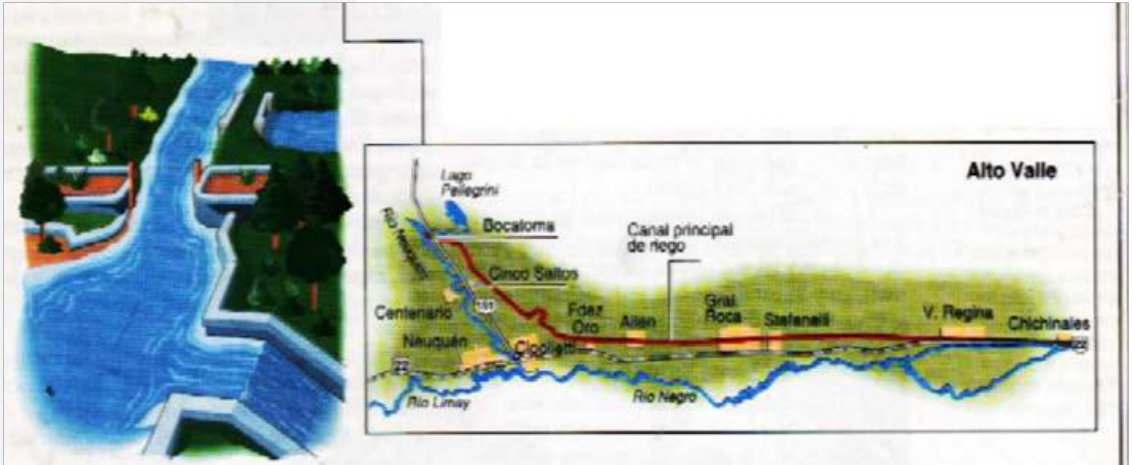 Alto Valle
Lago
Pellegrini
Río Neuquén
Bocatoma
Canal principal
de riego
Cinco Saltos
151
Centenario
Fdez
Oro
Allen
Gral.
Roca
Stefanelli
V. Regina
Chichinales
Neuquén
Cipolletti
22
Río Limay
Río Negro